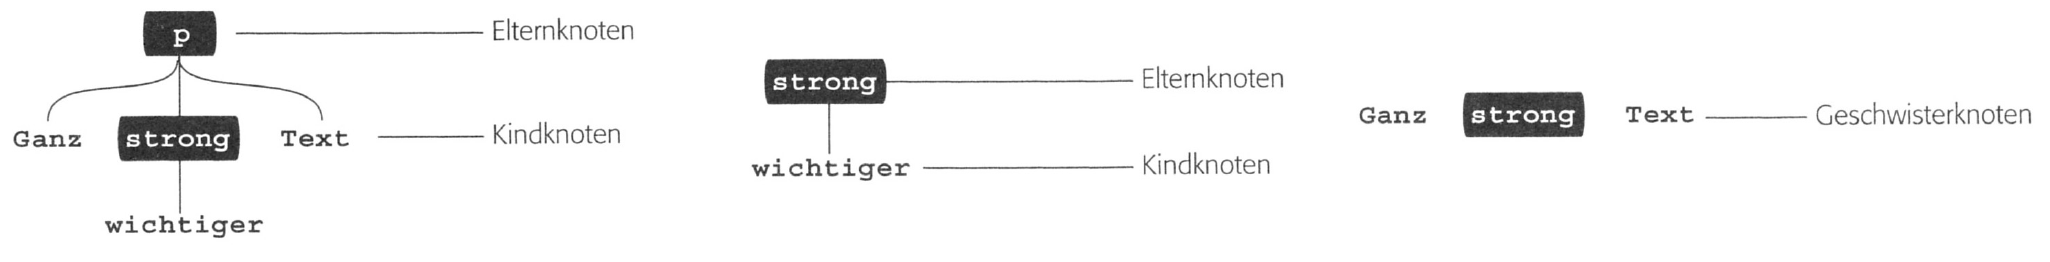 p Elternknoten
Ganz strong Text Kindknoten
wichtiger
strong Elternknoten
wichtiger Kindknoten
Ganz strong Text Geschwisterknoten